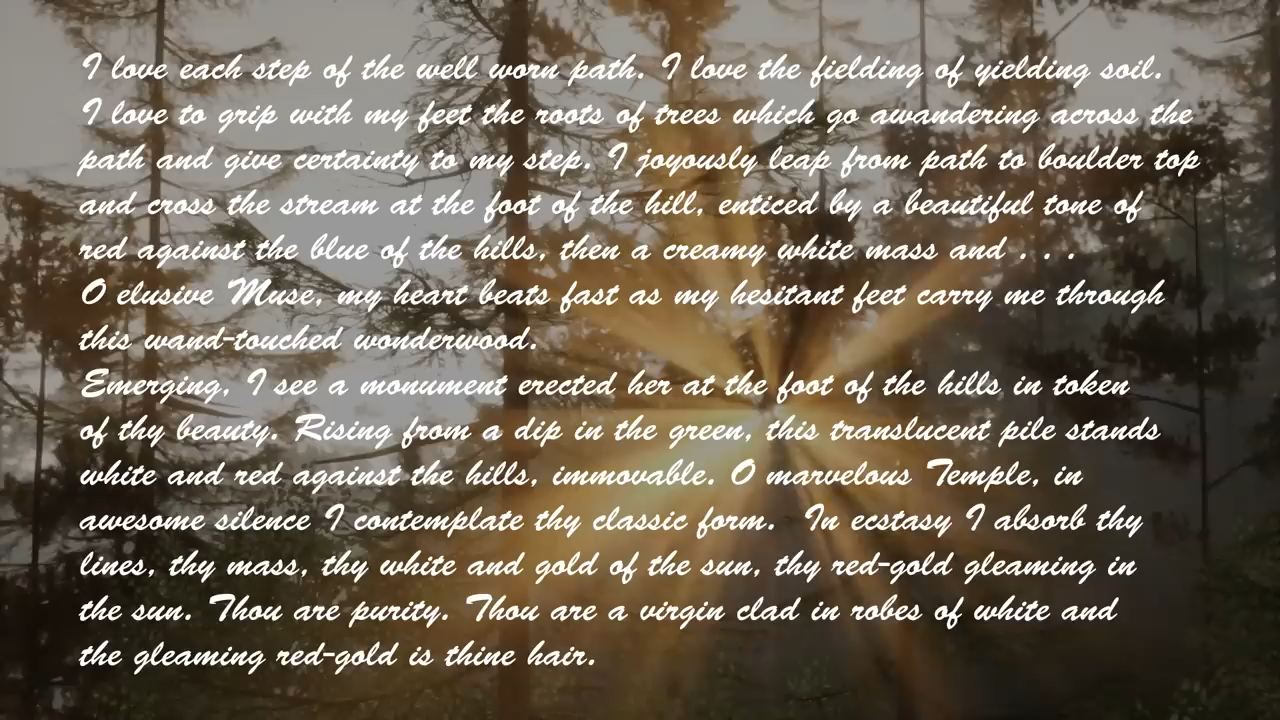 I love each step of the well worn path. I love the fielding of yielding soil.
I love to grip with my feet the roots of trees which go awandering across the
path and give certainty to my step. I joyously leap from path to boulder top
and cross the stream at the foot of the hill, enticed by a beautiful tone of
red against the blue of the hills, then a creamy white mass and . . .
O elusive Muse, my heart beats fast as my hesitant feet carry me through
this wand-touched wonderwood.
Emerging, I see a monument erected her at the foot of the hills in token
of thy beauty. Rising from a dip in the green, this translucent pile stands
white and red against the hills, immovable. O marvelous Temple, in
awesome silence I contemplate thy classic form.  In ecstasy I absorb thy
lines, thy mass, thy white and gold of the sun, thy red-gold gleaming in
the sun. Thou are purity. Thou are a virgin clad in robes of white and
the gleaming red-gold is thine hair.